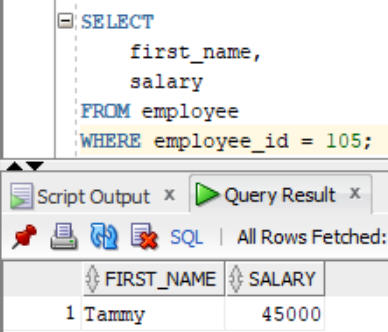 SELECT
first_name,
salary
FROM employee
WHERE employee_id = 105;
Script Output x Query Result x
SQL | All Rows Fetched:
FIRST_NAME SALARY
1 Tammy 45000